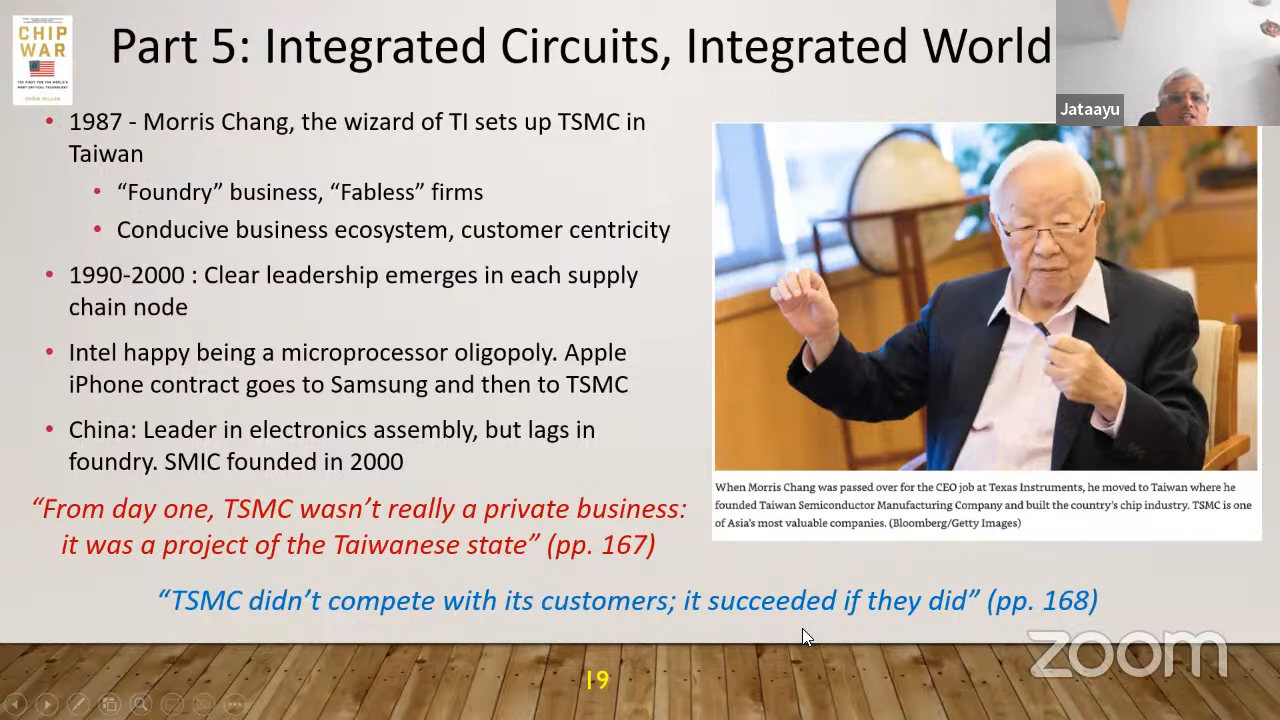 CHIP
WAR
Part 5: Integrated Circuits, Integrated World
Jataayu
• 1987 - Morris Chang, the wizard of TI sets up TSMC in
Taiwan
• “Foundry” business, “Fabless” firms
• Conducive business ecosystem, customer centricity
• 1990-2000 : Clear leadership emerges in each supply
chain node
• Intel happy being a microprocessor oligopoly. Apple
iPhone contract goes to Samsung and then to TSMC
• China: Leader in electronics assembly, but lags in
foundry. SMIC founded in 2000
When Morris Chang was passed over for the CEO job at Texas Instruments, he moved to Taiwan where he
founded Taiwan Semiconductor Manufacturing Company and built the country's chip industry. TSMC is one
of Asia's most valuable companies. (Bloomberg/Getty Images)
“From day one, TSMC wasn’t really a private business:
it was a project of the Taiwanese state” (pp. 167)
“TSMC didn’t compete with its customers; it succeeded if they did” (pp. 168)
zoom
19